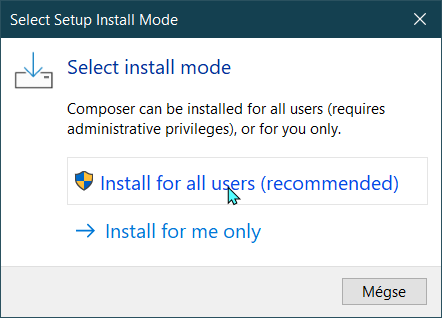 Select Setup Install Mode
Select install mode
Composer can be installed for all users (requires
administrative privileges), or for you only.
Install for all users (recommended)
Install for me only
Mégse